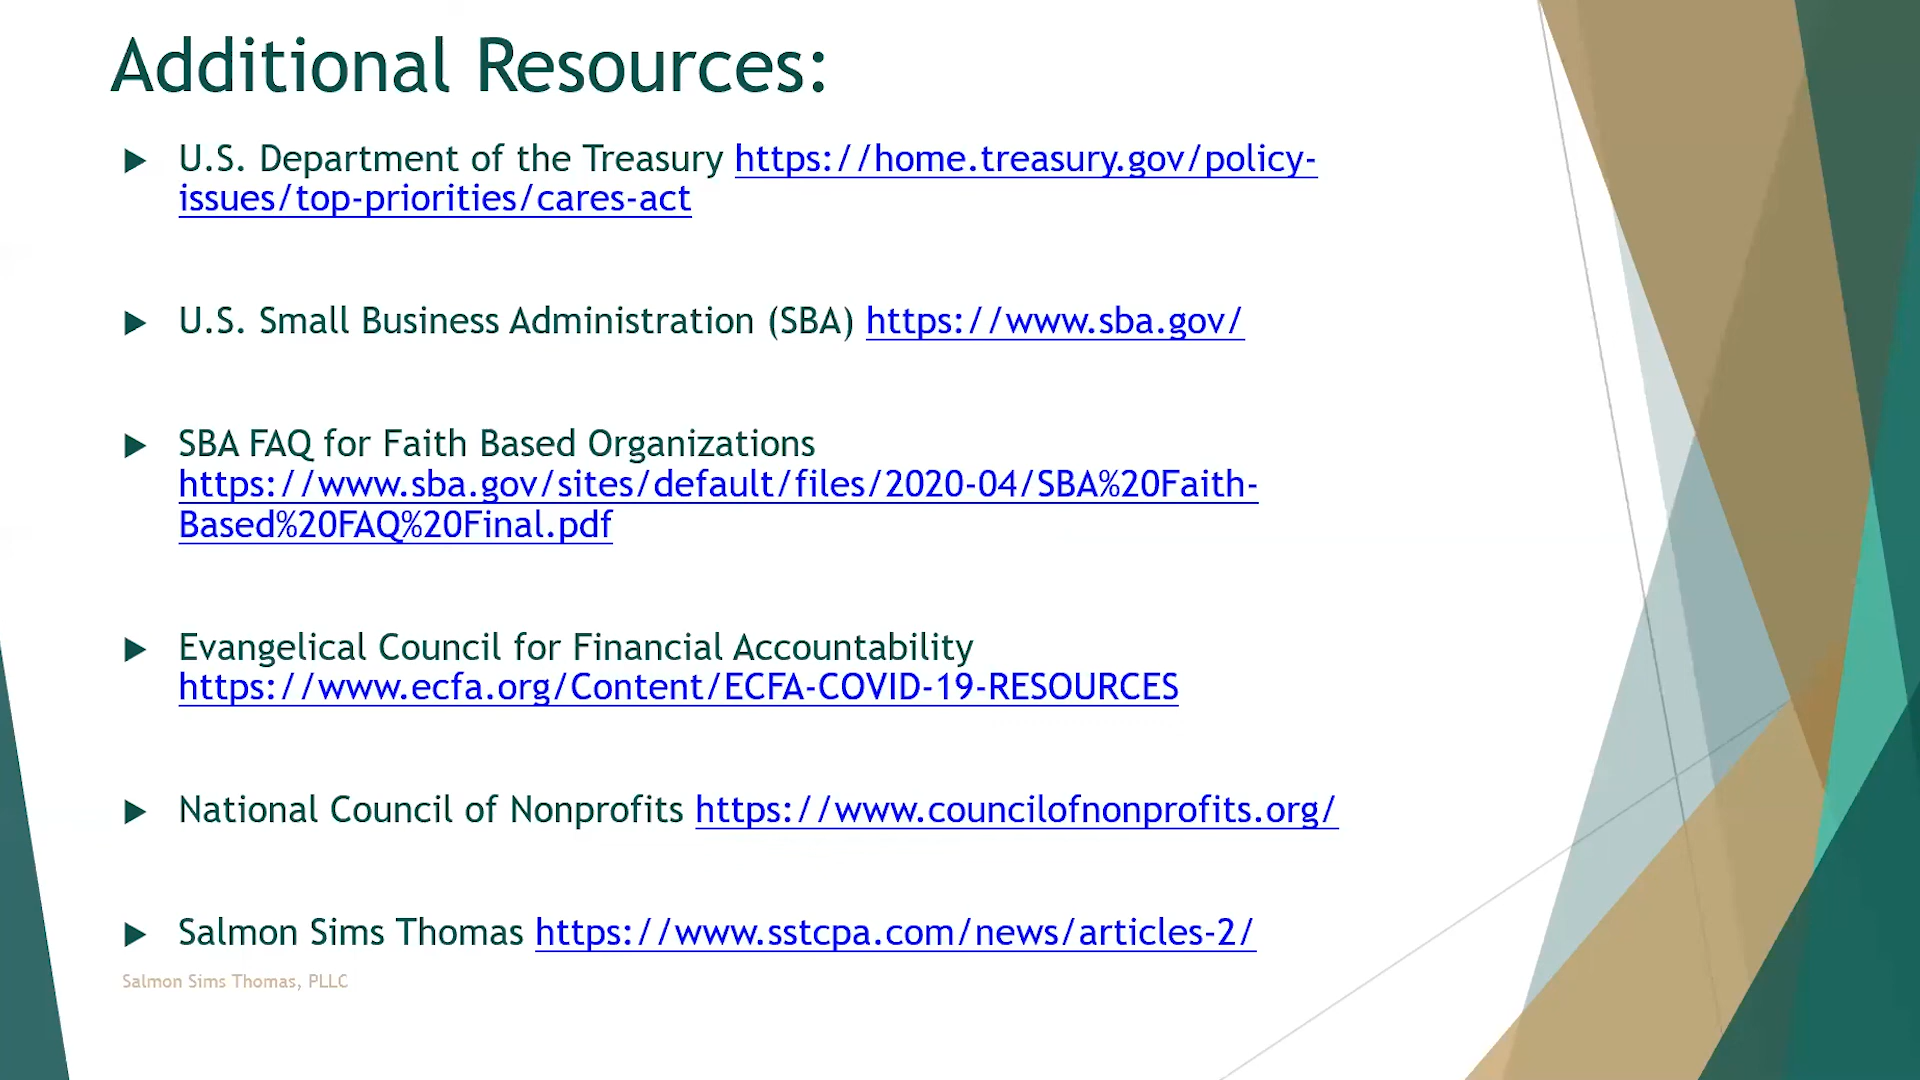 Additional Resources:
U.S. Department of the Treasury https://home.treasury.gov/policy-
issues/top-priorities/cares-act
U.S. Small Business Administration (SBA) https://www.sba.gov/
SBA FAQ for Faith Based Organizations
https://www.sba.gov/sites/default/files/2020-04/SBA%20Faith-
Based%20FAQ%20Final.pdf
Evangelical Council for Financial Accountability
https://www.ecfa.org/Content/ECFA-COVID-19-RESOURCES
National Council of Nonprofits https://www.councilofnonprofits.org/
Salmon Sims Thomas https://www.sstcpa.com/news/articles-2/
Salmon Sims Thomas, PLLC